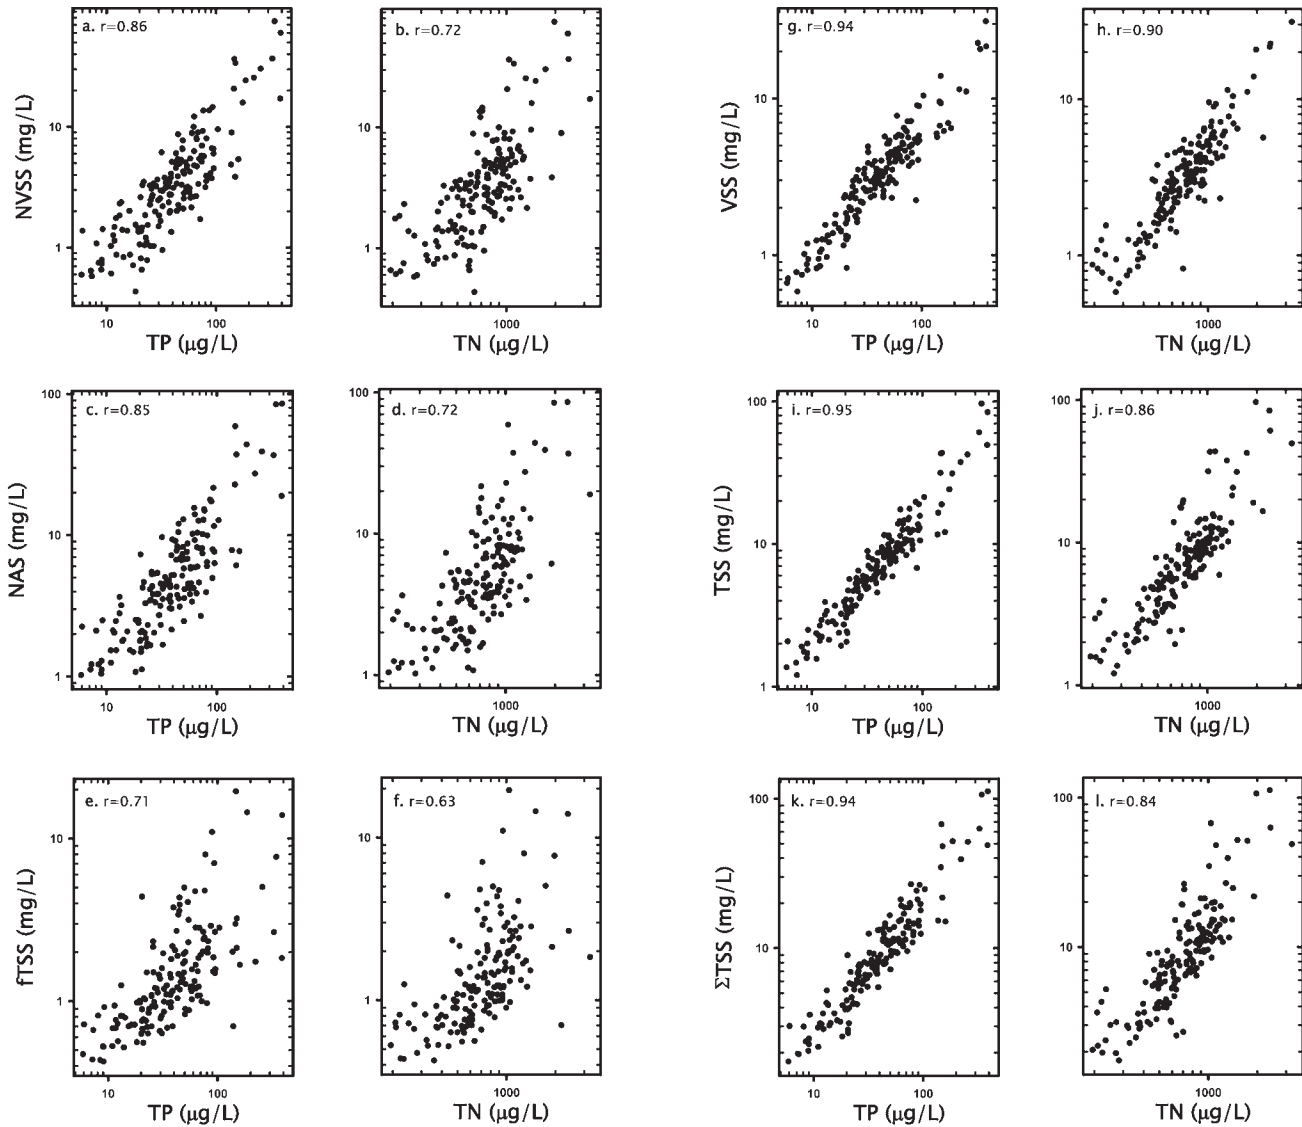 a. r=0.86
10
1
NVSS (mg/L)
10
100
TP (µg/L)
b. r=0.72
10
1
1000
TN (µg/L)
g. r=0.94
10
1
VSS (mg/L)
10
100
TP (µg/L)
h. r=0.90
10
1
1000
TN (µg/L)
c. r=0.85
100
10
1
NAS (mg/L)
10
100
TP (µg/L)
d. r=0.72
100
10
1
1000
TN (µg/L)
i. r=0.95
100
10
1
TSS (mg/L)
10
100
TP (µg/L)
j. r=0.86
100
10
1
1000
TN (µg/L)
e. r=0.71
10
1
fTSS (mg/L)
10
100
TP (µg/L)
f. r=0.63
10
1
1000
TN (µg/L)
k. r=0.94
100
10
ΣTSS (mg/L)
10
100
TP (µg/L)
l. r=0.84
100
10
1000
TN (µg/L)